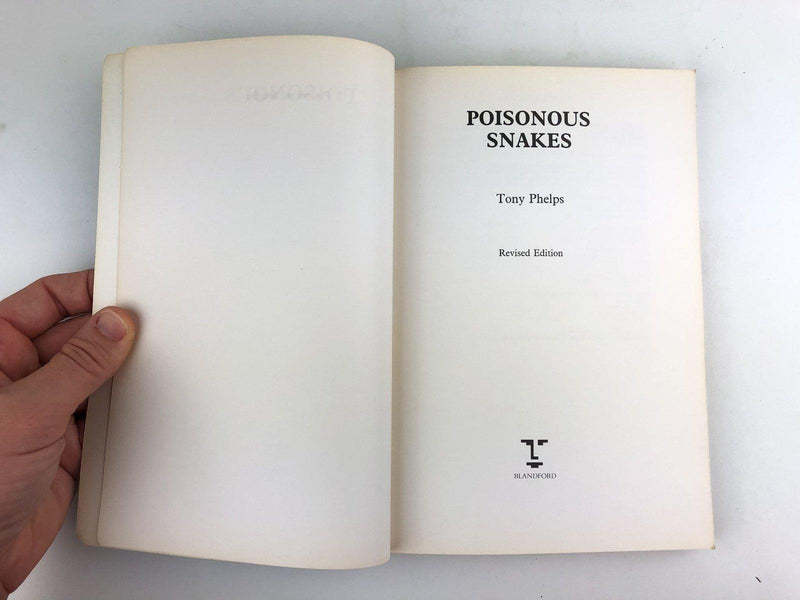 POISONOUS
SNAKES
Tony Phelps
Revised Edition
BLANDFORD